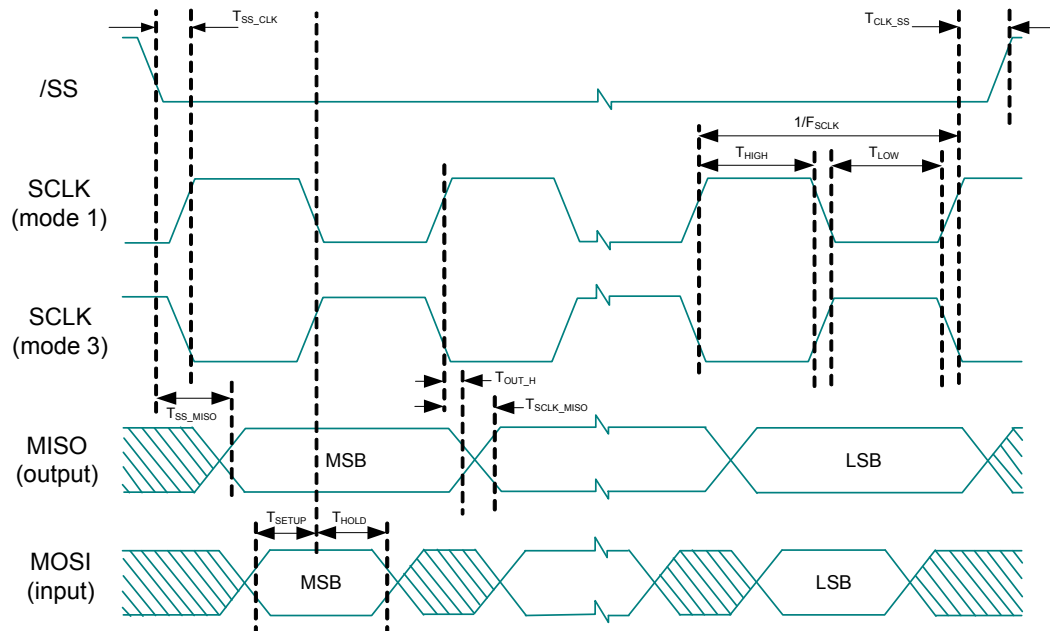 TSS_CLK
TCLK_SS
/SS
1/FSCLK
THIGH
TLOW
SCLK
(mode 1)
SCLK
(mode 3)
TOUT_H
TSS_MISO
TSCLK_MISO
MISO
(output)
MSB
LSB
TSETUP
THOLD
MOSI
(input)
MSB
LSB